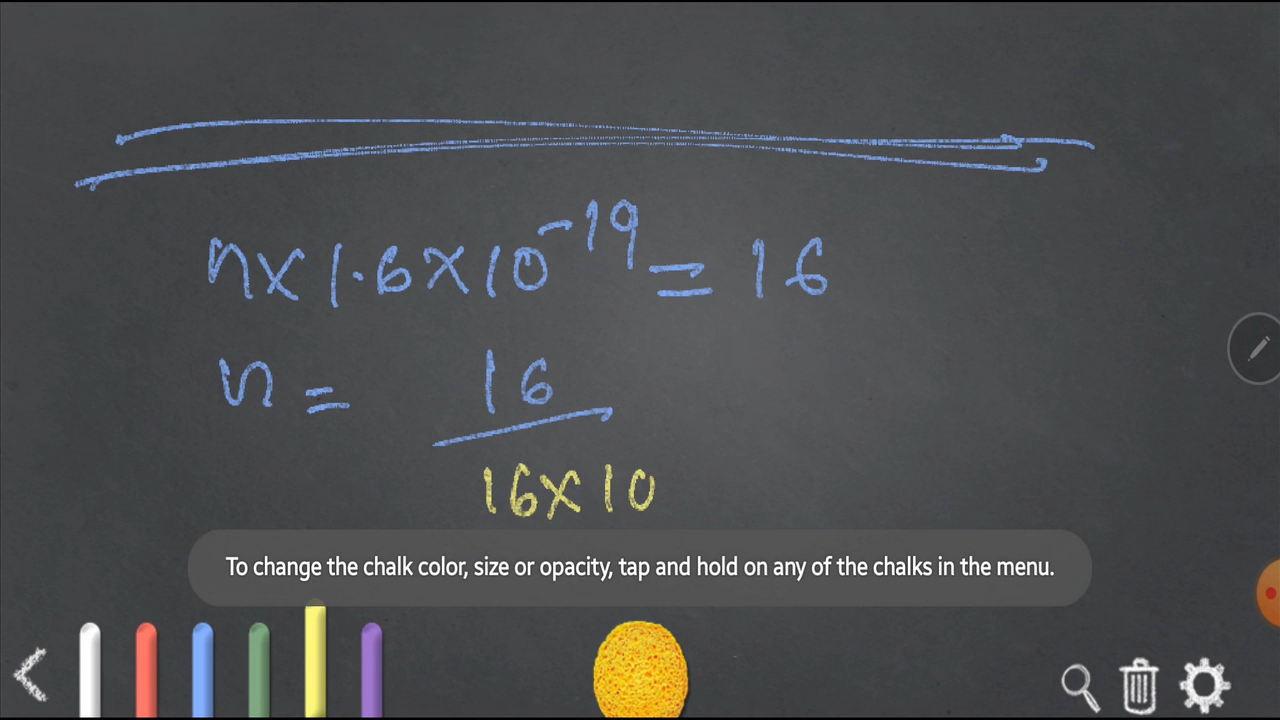 n×1.6×10⁻¹⁹=16
n = 16
16×10
To change the chalk color, size or opacity, tap and hold on any of the chalks in the menu.